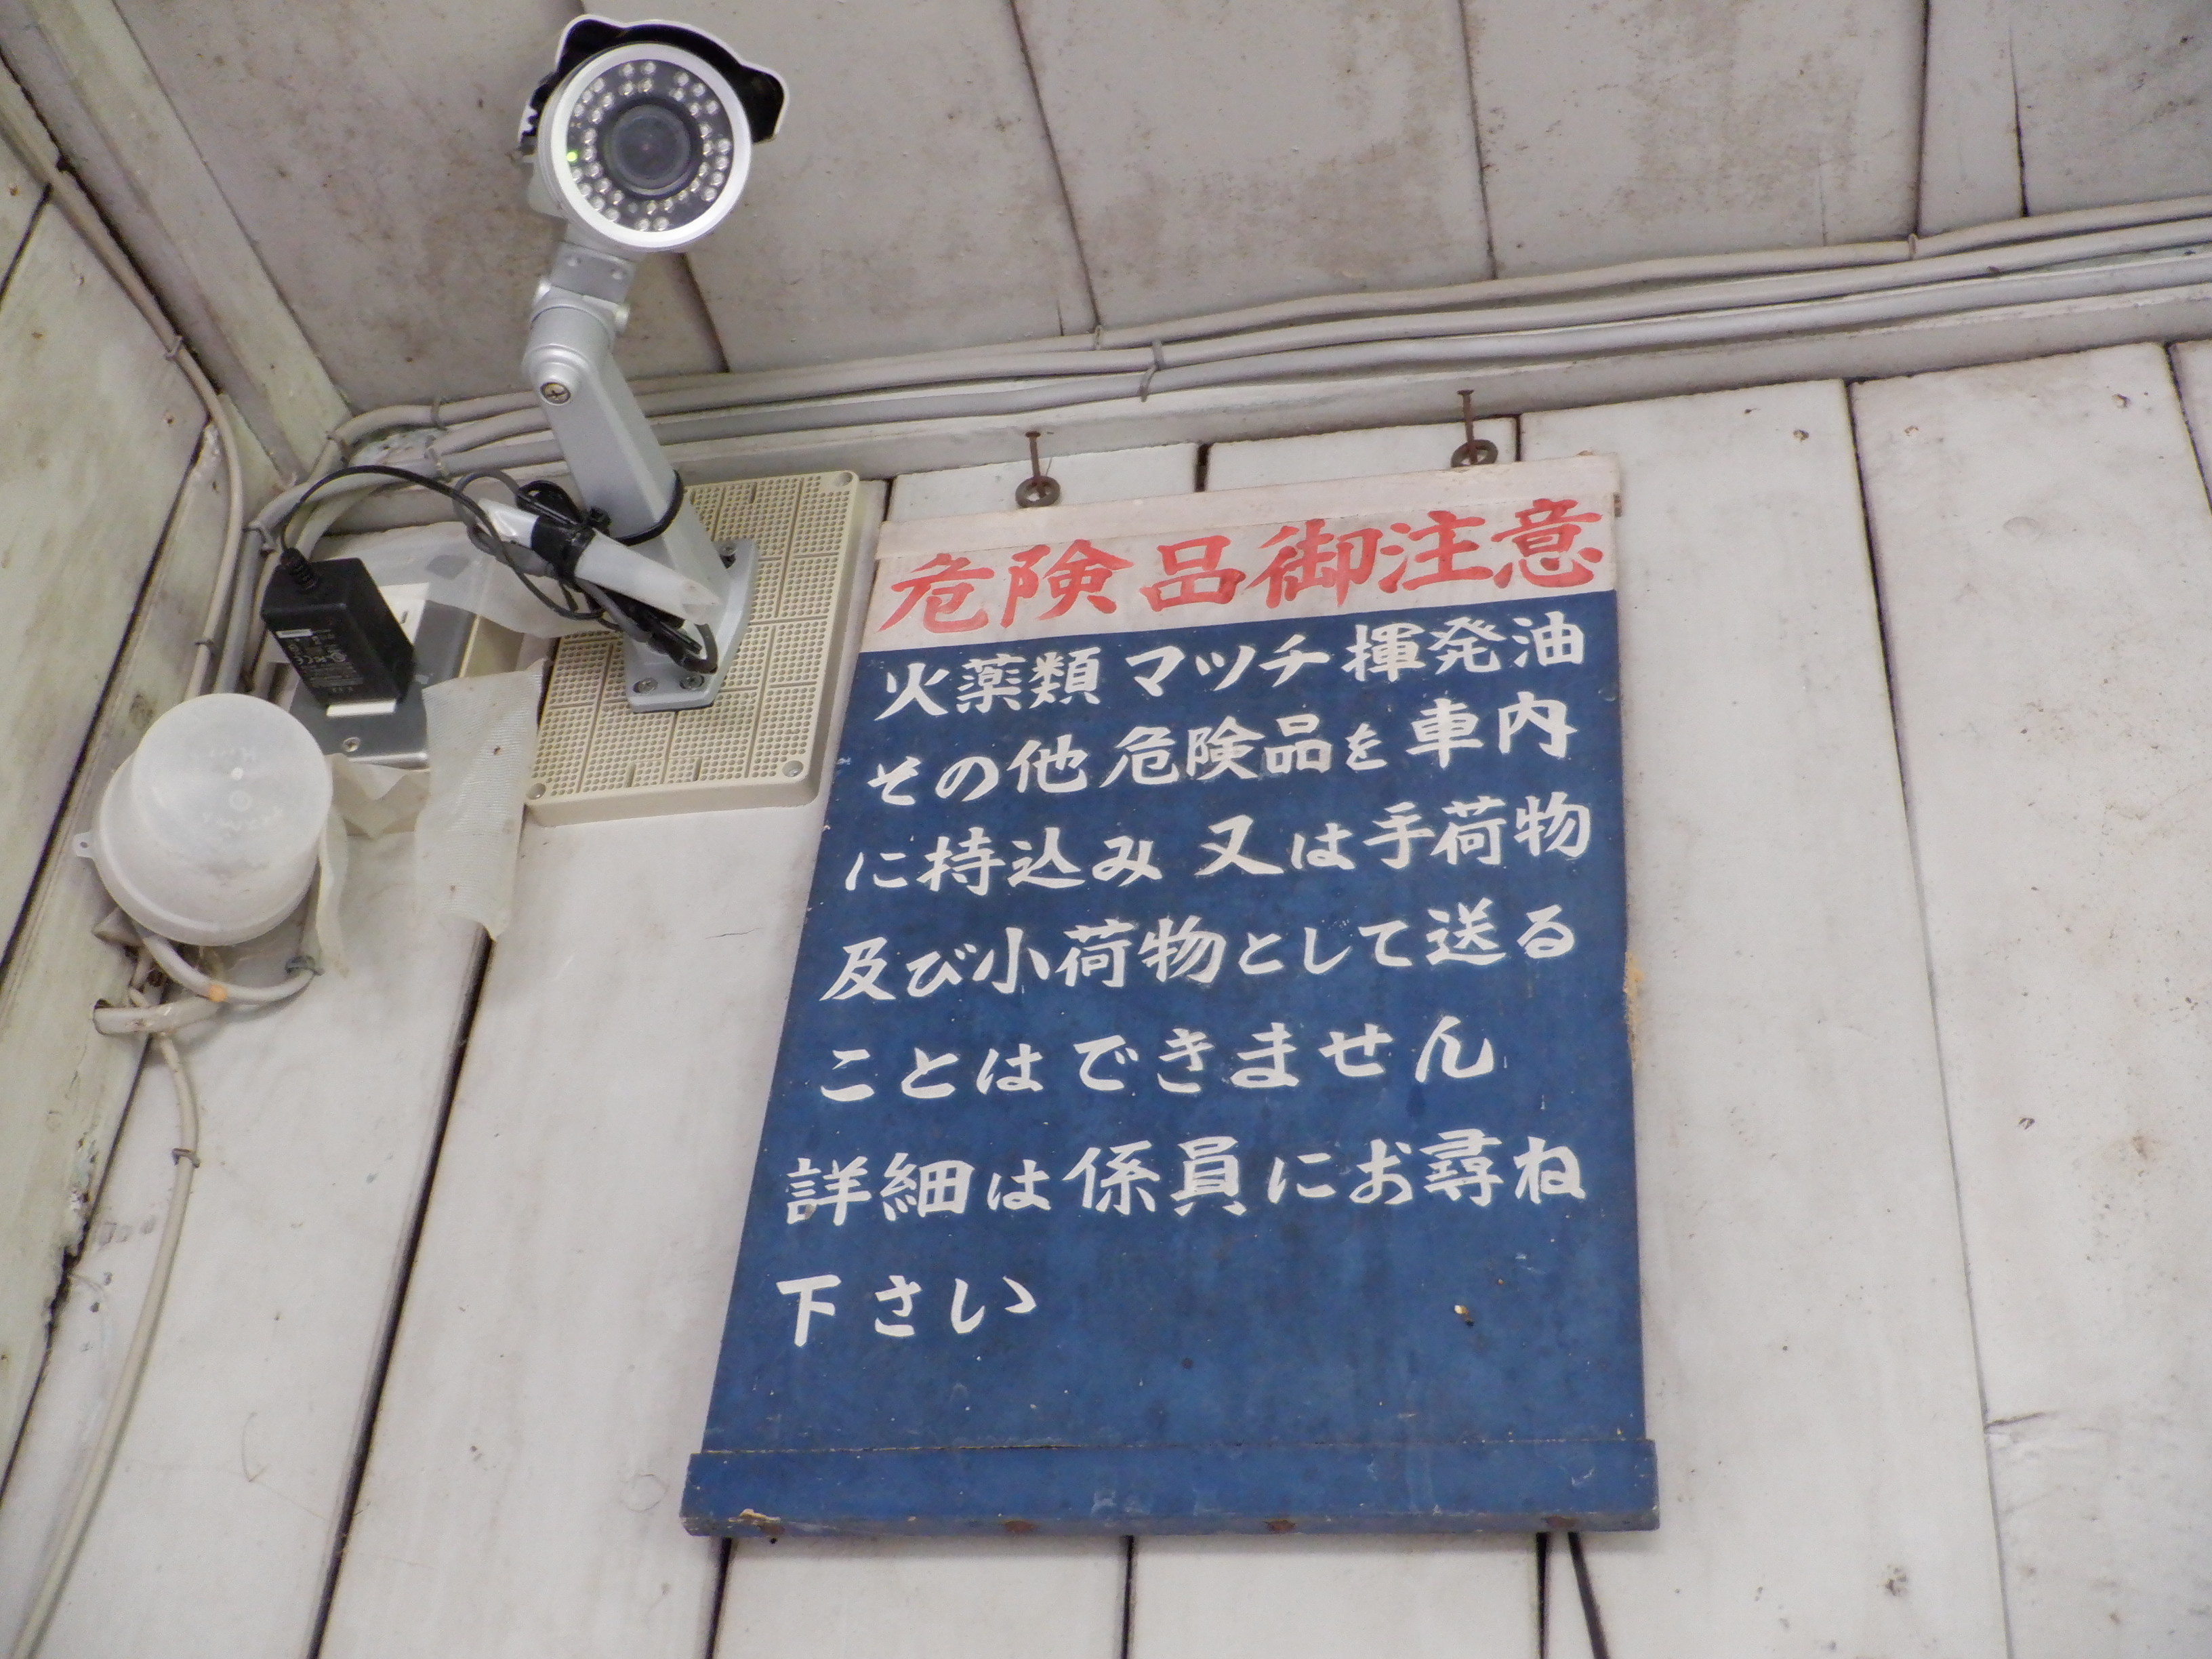 危険品御注意
火薬類 マツチ 揮発油
その他 危険品を 車内
に持込み 又は手荷物
及び小荷物として送る
ことは できません
詳細は係員にお尋ね
下さい